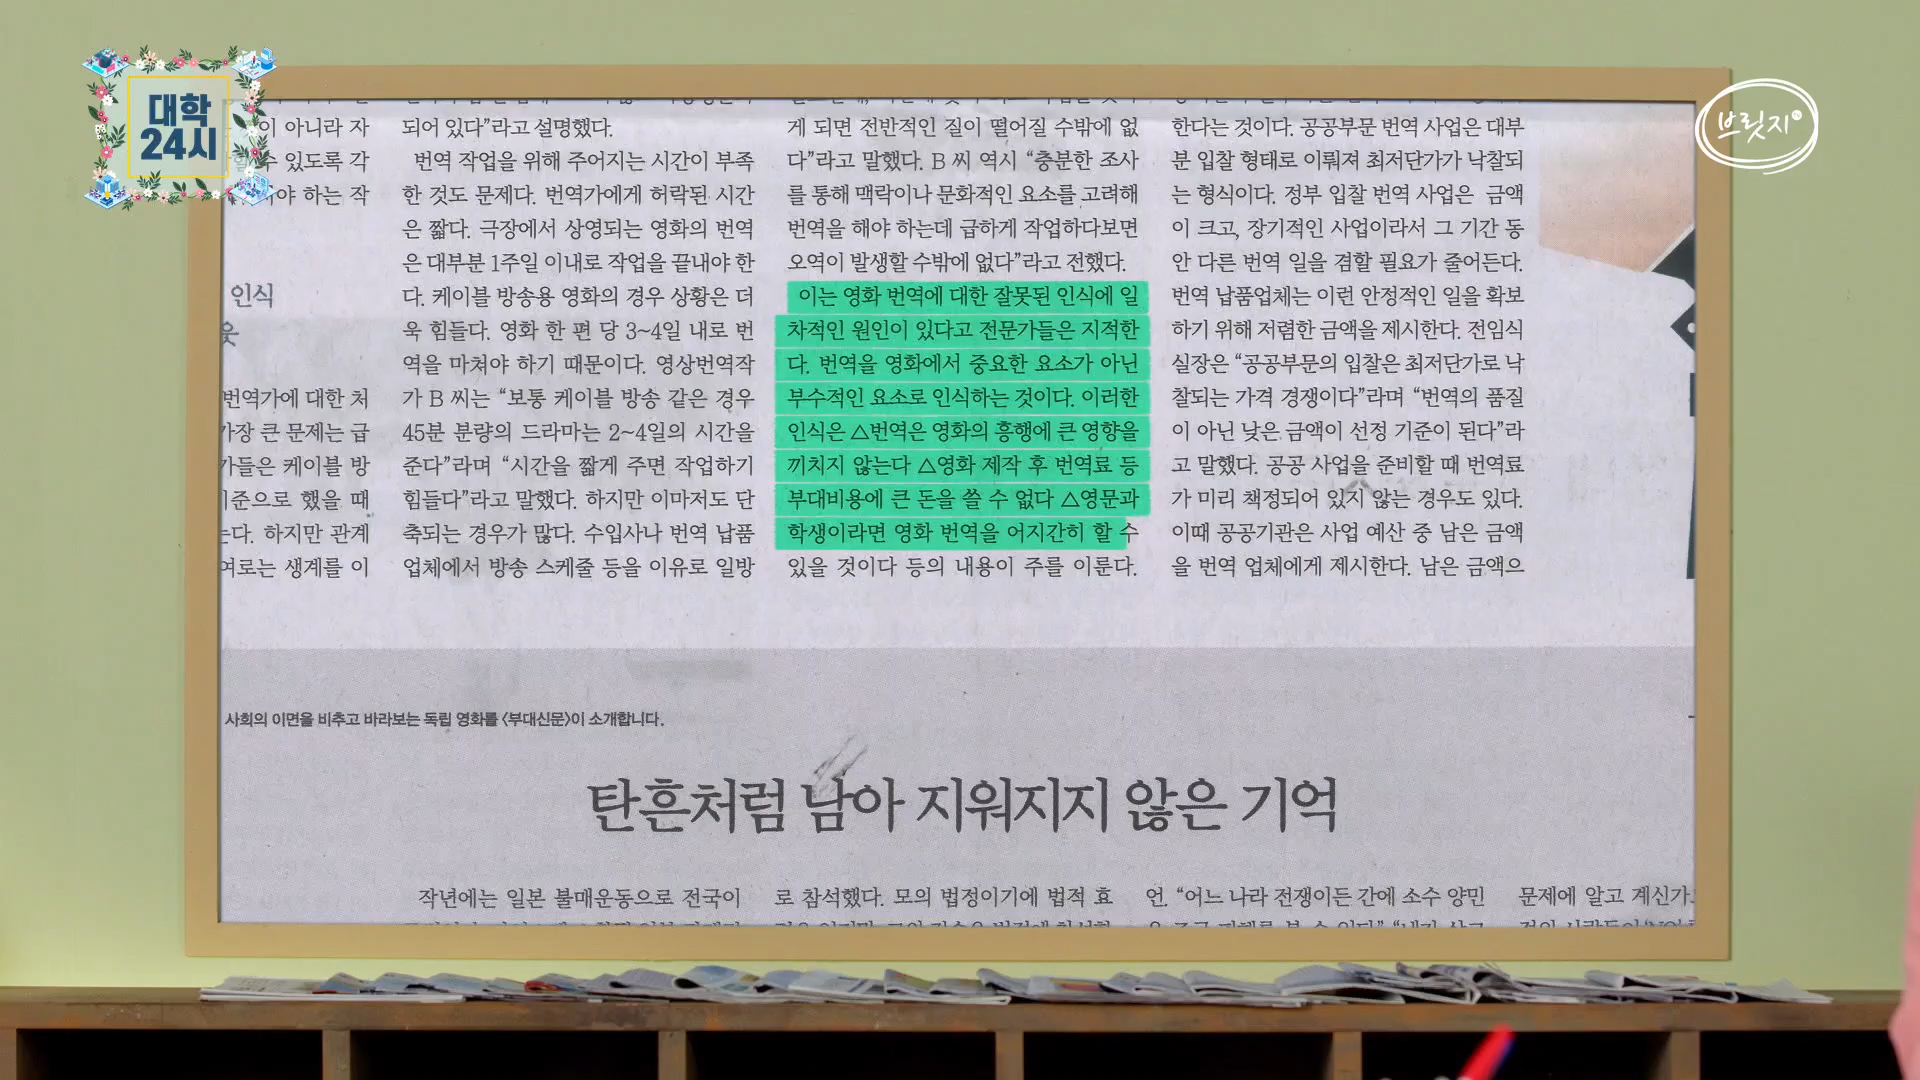 대학
24시
브릿지
이 아니라 자
수 있도록 각
야 하는 작
인식
번역가에 대한 처
가장 큰 문제는 급
가들은 케이블 방
기준으로 했을 때
는다. 하지만 관계
여로는 생계를 이
되어 있다”라고 설명했다.
번역 작업을 위해 주어지는 시간이 부족
한 것도 문제다. 번역가에게 허락된 시간
은 짧다. 극장에서 상영되는 영화의 번역
은 대부분 1주일 이내로 작업을 끝내야 한
다. 케이블 방송용 영화의 경우 상황은 더
욱 힘들다. 영화 한 편 당 3~4일 내로 번
역을 마쳐야 하기 때문이다. 영상번역작
가 B 씨는 “보통 케이블 방송 같은 경우
45분 분량의 드라마는 2~4일의 시간을
준다”라며 “시간을 짧게 주면 작업하기
힘들다”라고 말했다. 하지만 이마저도 단
축되는 경우가 많다. 수입사나 번역 납품
업체에서 방송 스케줄 등을 이유로 일방
게 되면 전반적인 질이 떨어질 수밖에 없
다”라고 말했다. B 씨 역시 “충분한 조사
를 통해 맥락이나 문화적인 요소를 고려해
번역을 해야 하는데 급하게 작업하다보면
오역이 발생할 수밖에 없다”라고 전했다.
이는 영화 번역에 대한 잘못된 인식에 일
차적인 원인이 있다고 전문가들은 지적한
다. 번역을 영화에서 중요한 요소가 아닌
부수적인 요소로 인식하는 것이다. 이러한
인식은 △번역은 영화의 흥행에 큰 영향을
끼치지 않는다 △영화 제작 후 번역료 등
부대비용에 큰 돈을 쓸 수 없다 △영문과
학생이라면 영화 번역을 어지간히 할 수
있을 것이다 등의 내용이 주를 이룬다.
한다는 것이다. 공공부문 번역 사업은 대부
분 입찰 형태로 이뤄져 최저단가가 낙찰되
는 형식이다. 정부 입찰 번역 사업은 금액
이 크고, 장기적인 사업이라서 그 기간 동
안 다른 번역 일을 겸할 필요가 줄어든다.
번역 납품업체는 이런 안정적인 일을 확보
하기 위해 저렴한 금액을 제시한다. 전임식
실장은 “공공부문의 입찰은 최저단가로 낙
찰되는 가격 경쟁이다”라며 “번역의 품질
이 아닌 낮은 금액이 선정 기준이 된다”라
고 말했다. 공공 사업을 준비할 때 번역료
가 미리 책정되어 있지 않는 경우도 있다.
이때 공공기관은 사업 예산 중 남은 금액
을 번역 업체에게 제시한다. 남은 금액으
사회의 이면을 비추고 바라보는 독립 영화를 <부대신문>이 소개합니다.
탄흔처럼 남아 지워지지 않은 기억
작년에는 일본 불매운동으로 전국이
로 참석했다. 모의 법정이기에 법적 효
언. “어느 나라 전쟁이든 간에 소수 양민
문제에 알고 계신가